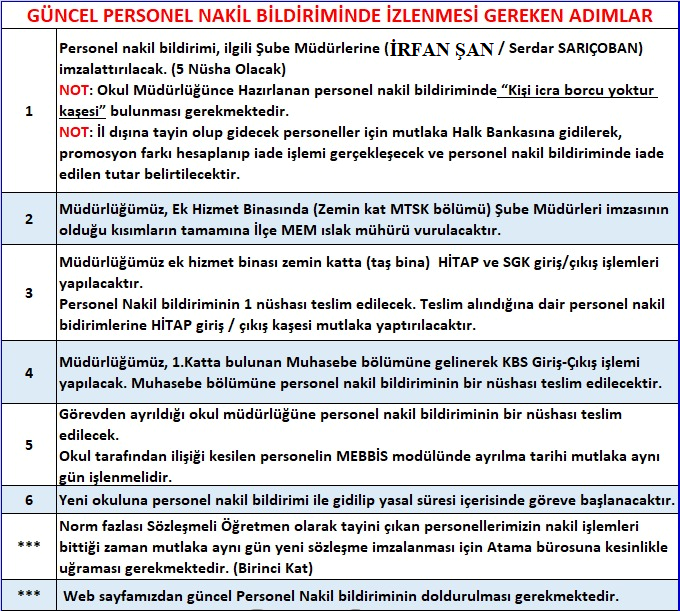 GÜNCEL PERSONEL NAKİL BİLDİRİMİNDE İZLENMESİ GEREKEN ADIMLAR
1
Personel nakil bildirimi, ilgili Şube Müdürlerine (İRFAN ŞAN / Serdar SARIÇOBAN)
imzalattırılacak. (5 Nüsha Olacak)
NOT: Okul Müdürlüğünce Hazırlanan personel nakil bildiriminde “Kişi icra borcu yoktur
kaşesi” bulunması gerekmektedir.
NOT: İl dışına tayin olup gidecek personeller için mutlaka Halk Bankasına gidilerek,
promosyon farkı hesaplanıp iade işlemi gerçekleşecek ve personel nakil bildiriminde iade
edilen tutar belirtilecektir.
2
Müdürlüğümüz, Ek Hizmet Binasında (Zemin kat MTSK bölümü) Şube Müdürleri imzasının
olduğu kısımların tamamına İlçe MEM ıslak mühürü vurulacaktır.
3
Müdürlüğümüz ek hizmet binası zemin katta (taş bina) HİTAP ve SGK giriş/çıkış işlemleri
yapılacaktır.
Personel Nakil bildiriminin 1 nüshası teslim edilecek. Teslim alındığına dair personel nakil
bidirimlerine HİTAP giriş / çıkış kaşesi mutlaka yaptırılacaktır.
4
Müdürlüğümüz, 1.Katta bulunan Muhasebe bölümüne gelinerek KBS Giriş-Çıkış işlemi
yapılacak. Muhasebe bölümüne personel nakil bildiriminin bir nüshası teslim edilecektir.
5
Görevden ayrıldığı okul müdürlüğüne personel nakil bildiriminin bir nüshası teslim
edilecek.
Okul tarafından ilişiği kesilen personelin MEBBİS modülünde ayrılma tarihi mutlaka aynı
gün işlenmelidir.
6
Yeni okuluna personel nakil bildirimi ile gidilip yasal süresi içerisinde göreve başlanacaktır.
***
Norm fazlası Sözleşmeli Öğretmen olarak tayini çıkan personellerimizin nakil işlemleri
bittiği zaman mutlaka aynı gün yeni sözleşme imzalanması için Atama bürosuna kesinlikle
uğraması gerekmektedir. (Birinci Kat)
***
Web sayfamızdan güncel Personel Nakil bildiriminin doldurulması gerekmektedir.